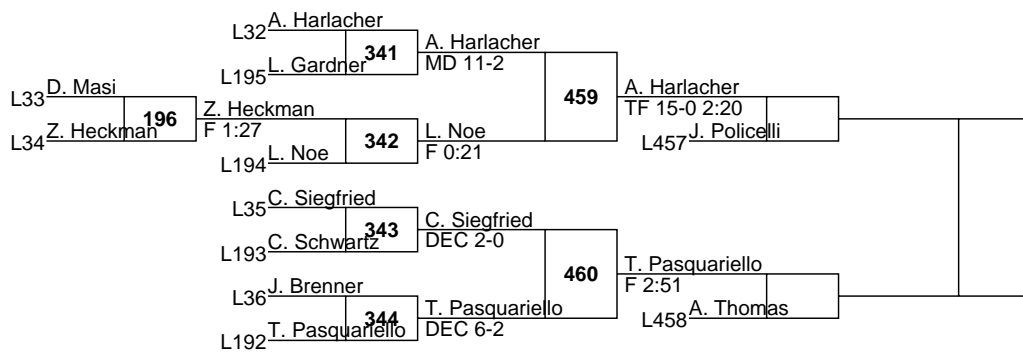 L32 A. Harlacher
341 A. Harlacher
MD 11-2
L195 L. Gardner
L33 D. Masi
196 Z. Heckman
F 1:27
L34 Z. Heckman
459 A. Harlacher
TF 15-0 2:20
342 L. Noe
F 0:21
L194 L. Noe
L457 J. Policelli
L35 C. Siegfried
343 C. Siegfried
DEC 2-0
L193 C. Schwartz
460 T. Pasquariello
F 2:51
L36 J. Brenner
344 T. Pasquariello
DEC 6-2
L192 T. Pasquariello
L458 A. Thomas